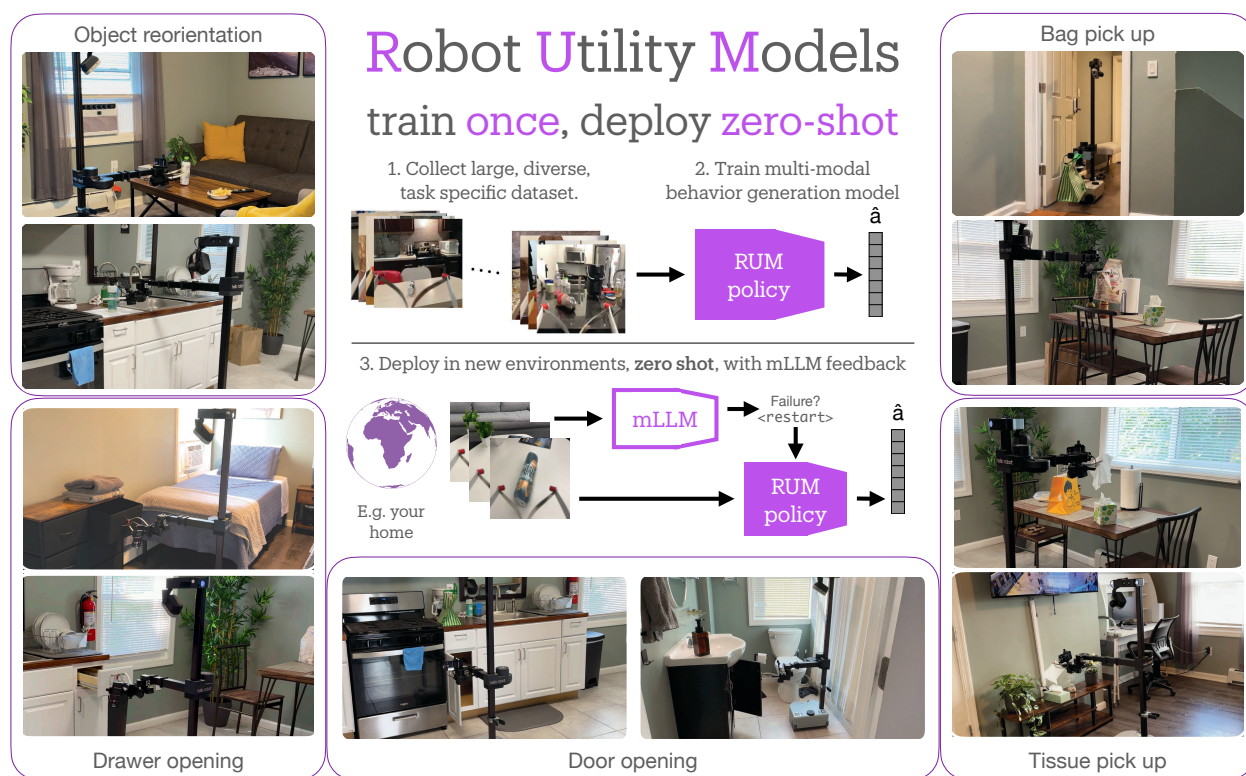 Object reorientation
Robot Utility Models
train once, deploy zero-shot
Bag pick up
1. Collect large, diverse,
task specific dataset.
2. Train multi-modal
behavior generation model
â
RUM
policy
3. Deploy in new environments, zero shot, with mLLM feedback
mLLM
Failure?
<restart>
â
RUM
policy
E.g. your
home
Drawer opening
Door opening
Tissue pick up